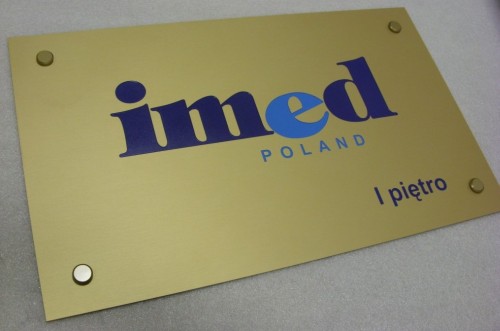 imed
POLAND
I piętro